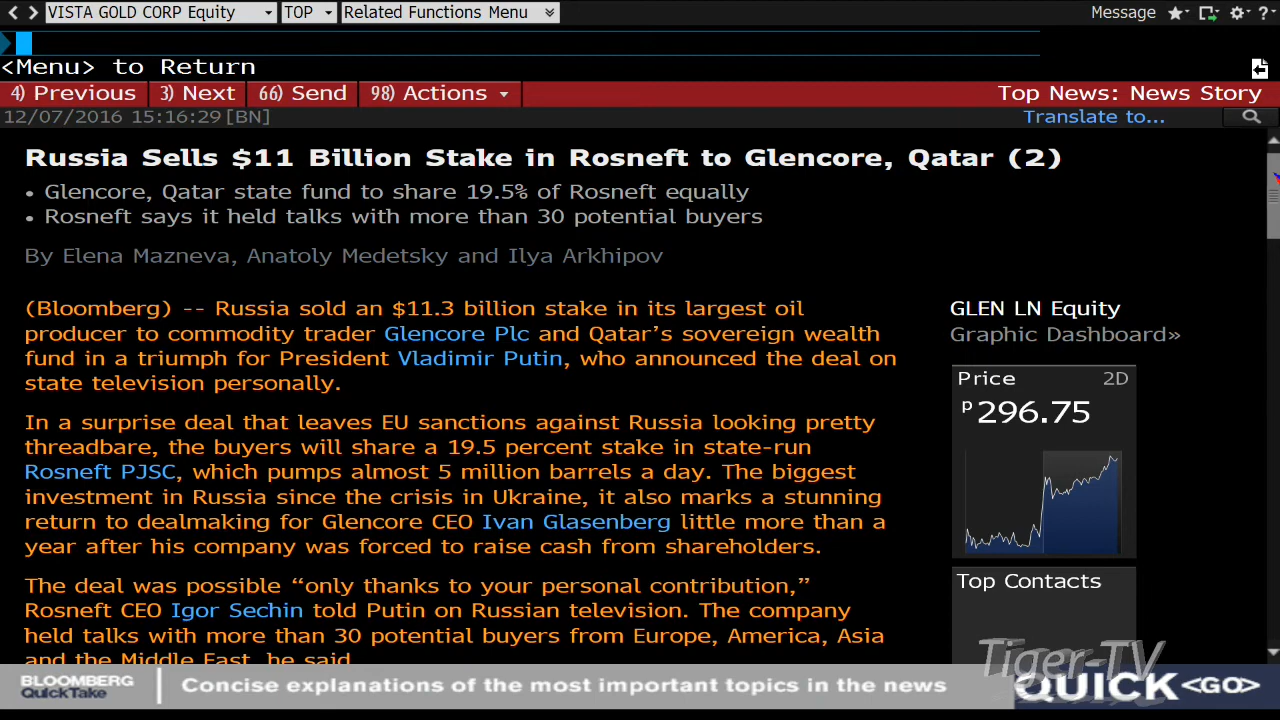 VISTA GOLD CORP Equity TOP Related Functions Menu Message ?
<Menu> to Return
4) Previous 3) Next 66) Send 98) Actions Top News: News Story
12/07/2016 15:16:29 [BN] Translate to...
Russia Sells $11 Billion Stake in Rosneft to Glencore, Qatar (2)
• Glencore, Qatar state fund to share 19.5% of Rosneft equally
• Rosneft says it held talks with more than 30 potential buyers
By Elena Mazneva, Anatoly Medetsky and Ilya Arkhipov
(Bloomberg) -- Russia sold an $11.3 billion stake in its largest oil
producer to commodity trader Glencore Plc and Qatar's sovereign wealth
fund in a triumph for President Vladimir Putin, who announced the deal on
state television personally.
In a surprise deal that leaves EU sanctions against Russia looking pretty
threadbare, the buyers will share a 19.5 percent stake in state-run
Rosneft PJSC, which pumps almost 5 million barrels a day. The biggest
investment in Russia since the crisis in Ukraine, it also marks a stunning
return to dealmaking for Glencore CEO Ivan Glasenberg little more than a
year after his company was forced to raise cash from shareholders.
The deal was possible “only thanks to your personal contribution,”
Rosneft CEO Igor Sechin told Putin on Russian television. The company
held talks with more than 30 potential buyers from Europe, America, Asia
and the Middle East, he said.
GLEN LN Equity
Graphic Dashboard»
Price 2D
p 296.75
Top Contacts
Tiger-TV
BLOOMBERG
QuickTake
Concise explanations of the most important topics in the news
QUICK <GO>